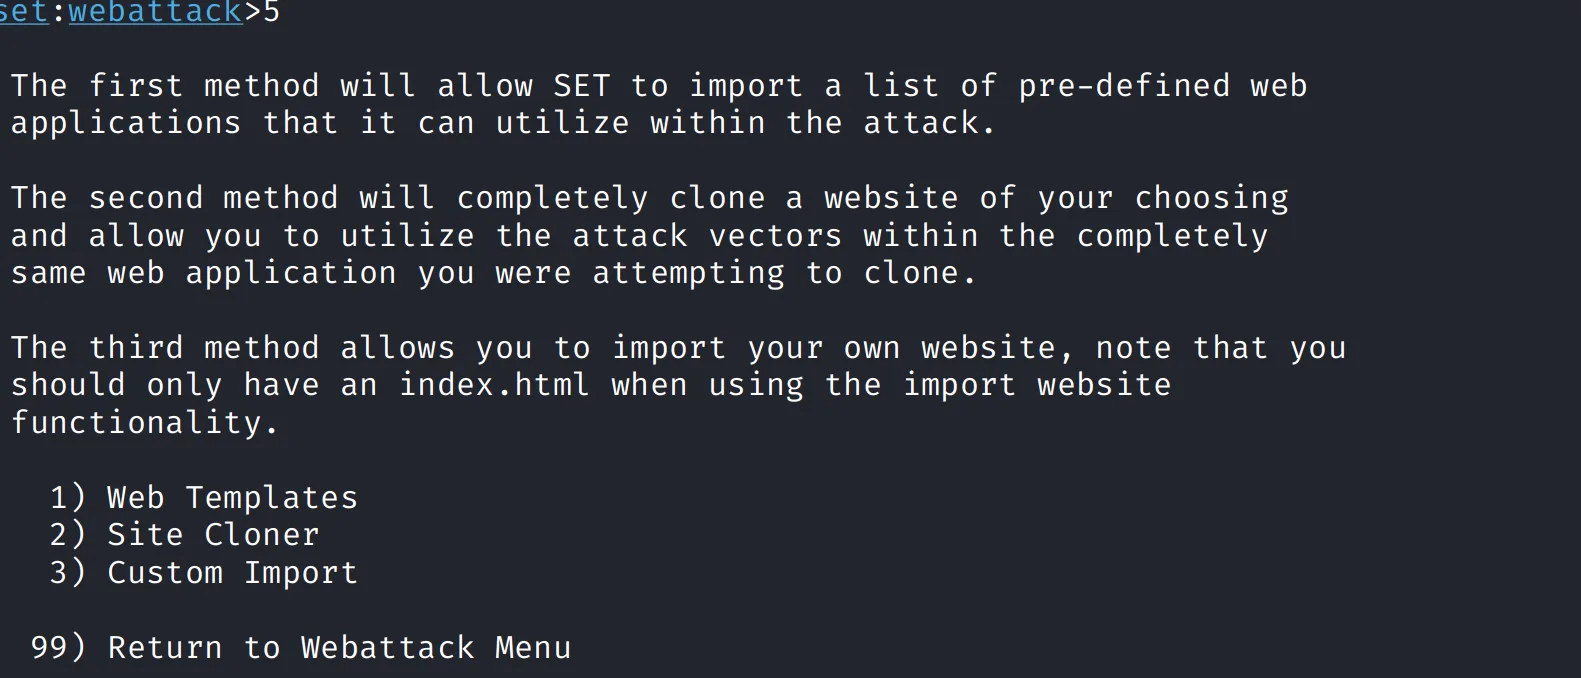 set:webattack>5
The first method will allow SET to import a list of pre-defined web
applications that it can utilize within the attack.
The second method will completely clone a website of your choosing
and allow you to utilize the attack vectors within the completely
same web application you were attempting to clone.
The third method allows you to import your own website, note that you
should only have an index.html when using the import website
functionality.
1) Web Templates
2) Site Cloner
3) Custom Import
99) Return to Webattack Menu